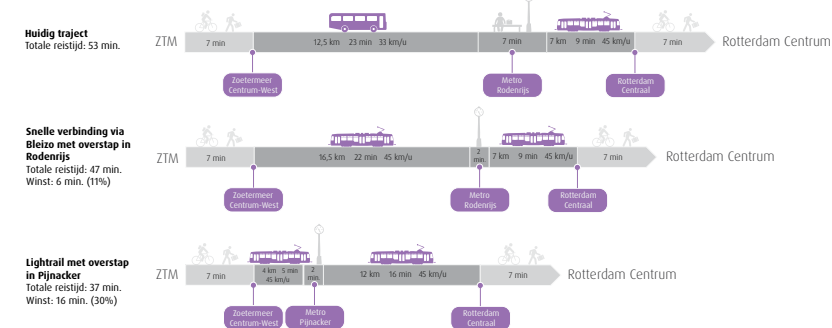 Huidig traject
Totale reistijd: 53 min.
ZTM
7 min
12,5 km 23 min 33 km/u
7 min
7 km 9 min 45 km/u
7 min
Rotterdam Centrum
Zoetermeer
Centrum-West
Metro
Rodenrijs
Rotterdam
Centraal
Snelle verbinding via
Bleizo met overstap in
Rodenrijs
Totale reistijd: 47 min.
Winst: 6 min. (11%)
ZTM
7 min
16,5 km 22 min 45 km/u
2
min.
7 km 9 min 45 km/u
7 min
Rotterdam Centrum
Zoetermeer
Centrum-West
Metro
Rodenrijs
Rotterdam
Centraal
Lightrail met overstap
in Pijnacker
Totale reistijd: 37 min.
Winst: 16 min. (30%)
ZTM
7 min
4 km 5 min
45 km/u
2
min.
12 km 16 min 45 km/u
7 min
Rotterdam Centrum
Zoetermeer
Centrum-West
Metro
Pijnacker
Rotterdam
Centraal